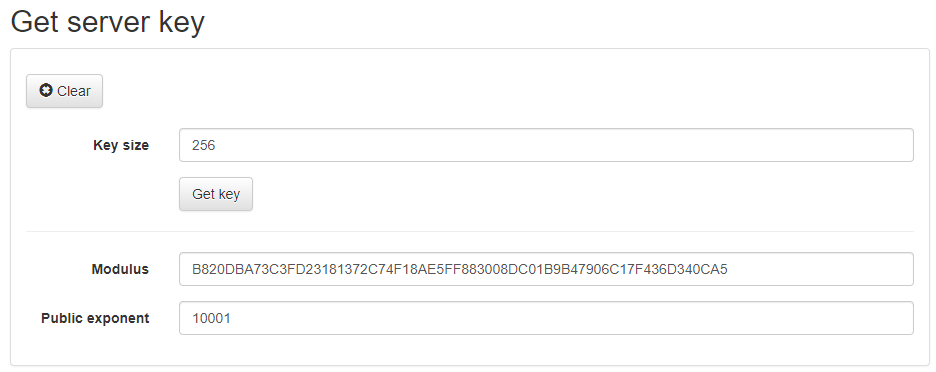 Get server key
Clear
Key size 256
Get key
Modulus B820DBA73C3FD23181372C74F18AE5FF883008DC01B9B47906C17F436D340CA5
Public exponent 10001